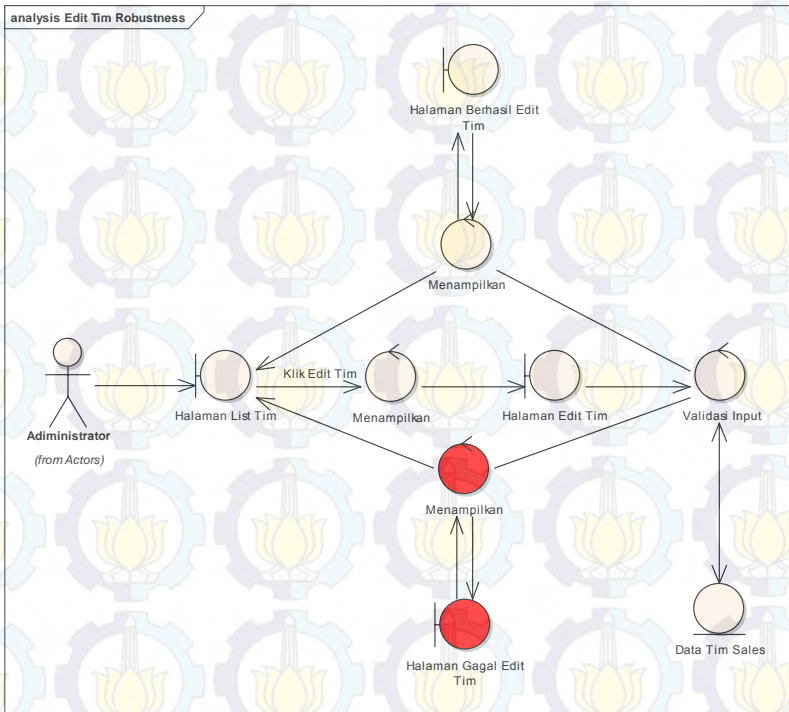 analysis Edit Tim Robustness
Halaman Berhasil Edit
Tim
Menampilkan
Klik Edit Tim
Adiministrator
(from Actors)
Halaman List Tim
Menampilkan
Halaman Edit Tim
Validasi Input
Menampilkan
Halaman Gagal Edit
Tim
Data Tim Sales